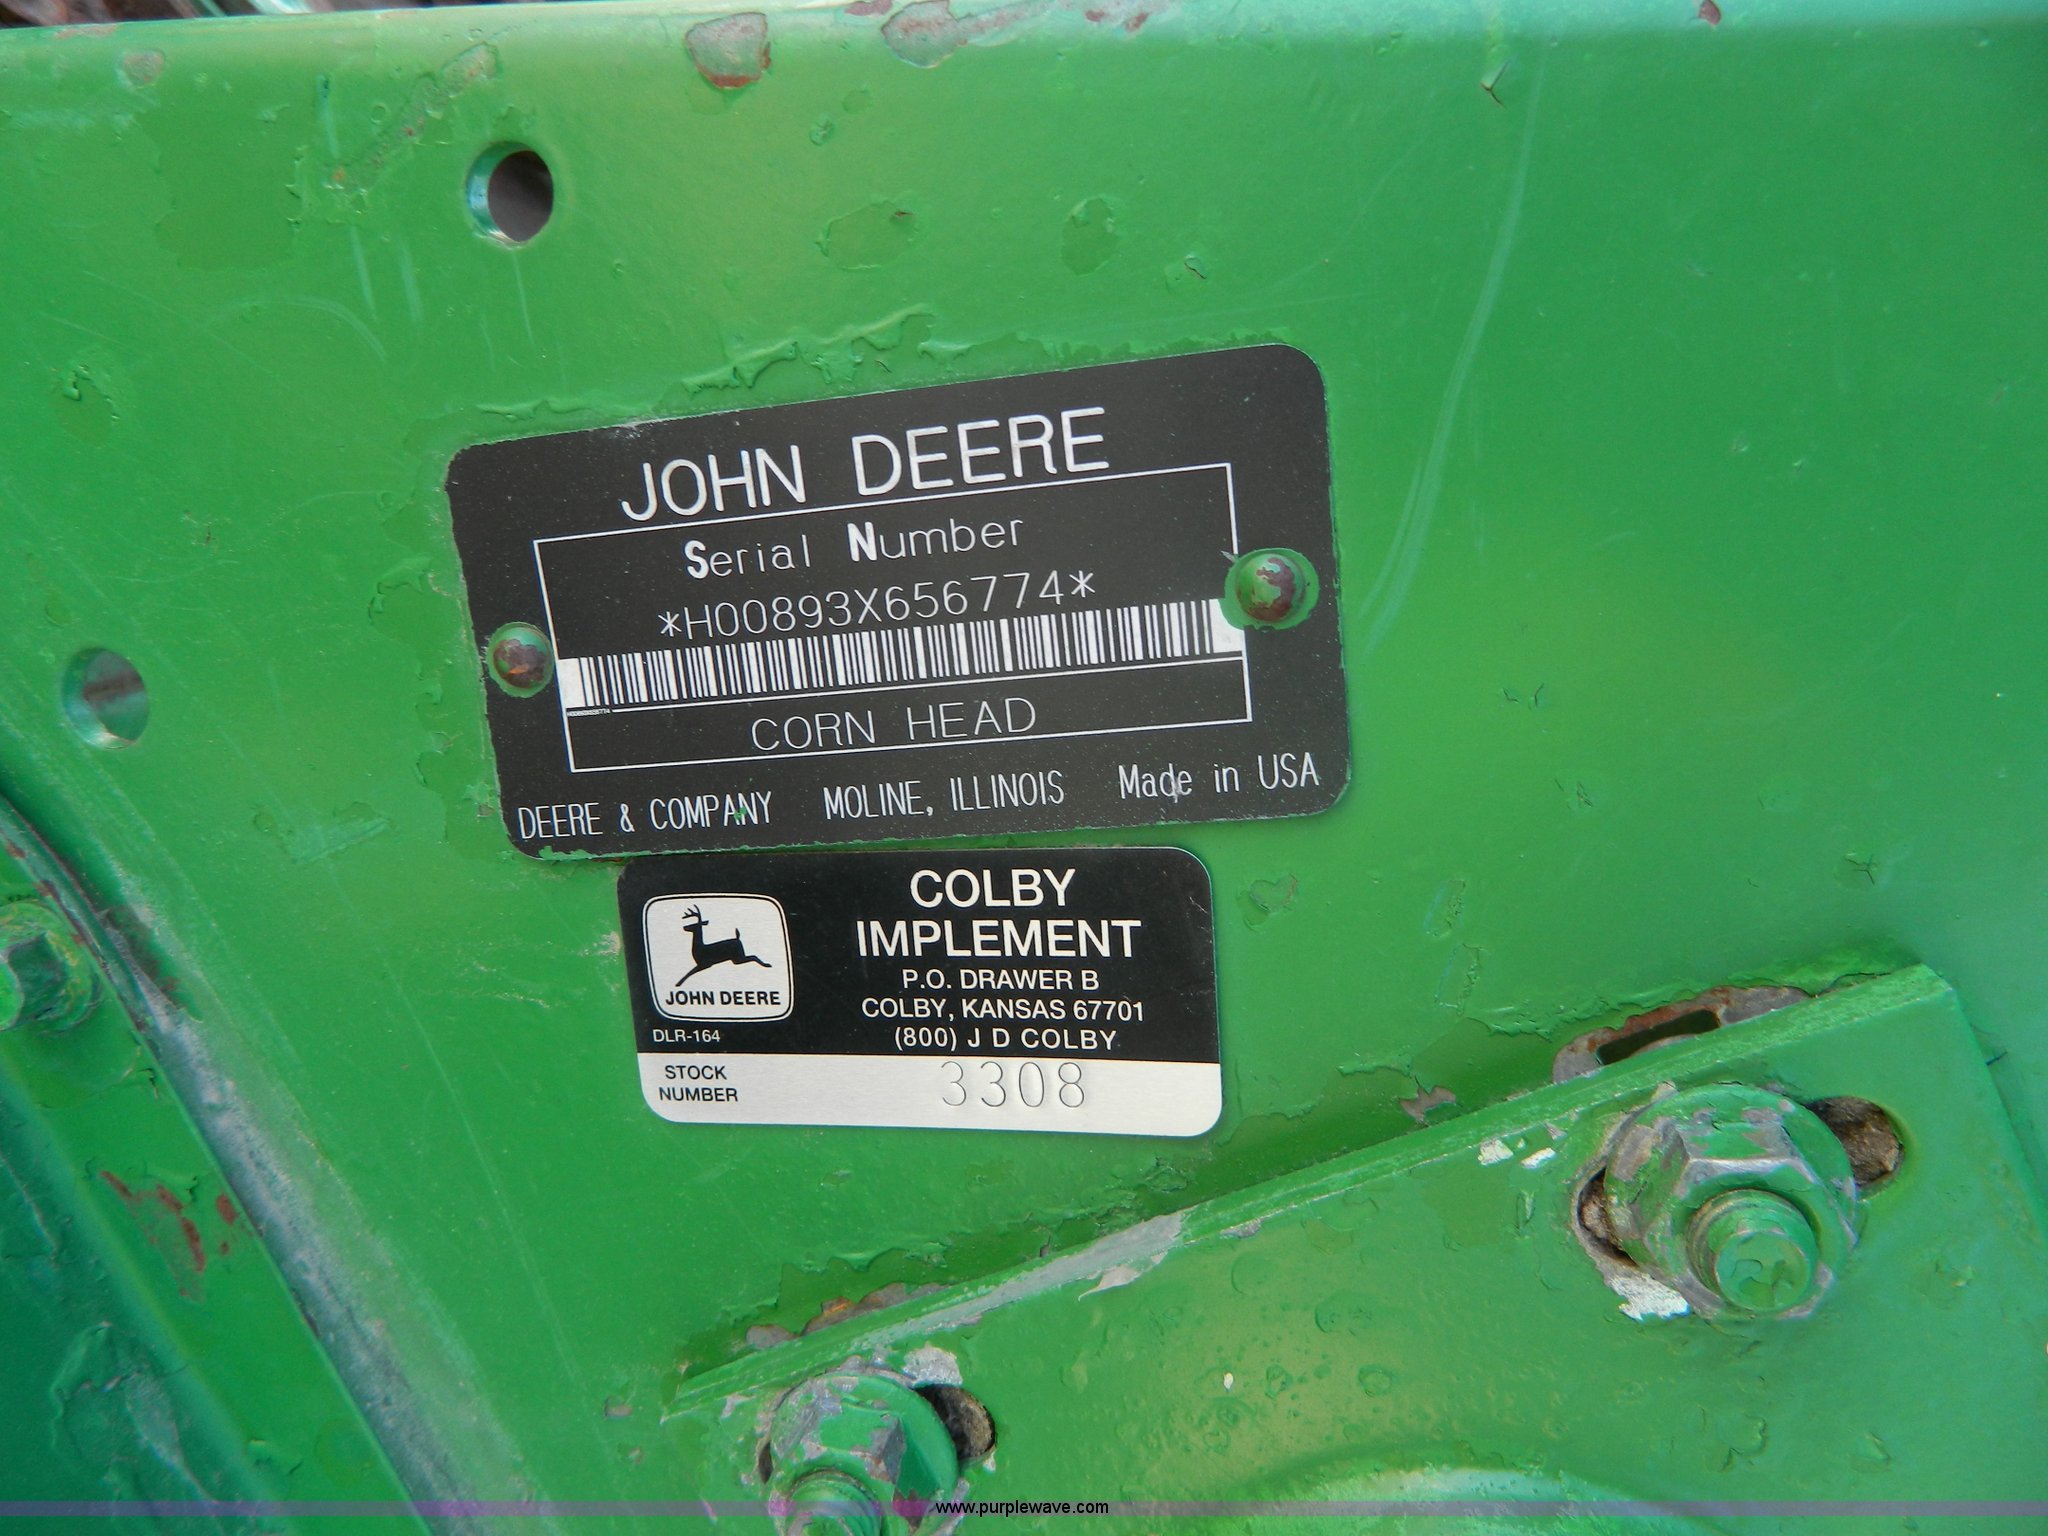 JOHN DEERE
Serial Number
*H00893X656774*
H00893X656774
CORN HEAD
DEERE & COMPANY MOLINE, ILLINOIS Made in USA
COLBY
IMPLEMENT
P.O. DRAWER B
COLBY, KANSAS 67701
(800) J D COLBY
JOHN DEERE
DLR-164
STOCK
NUMBER
3308
www.purplewave.com